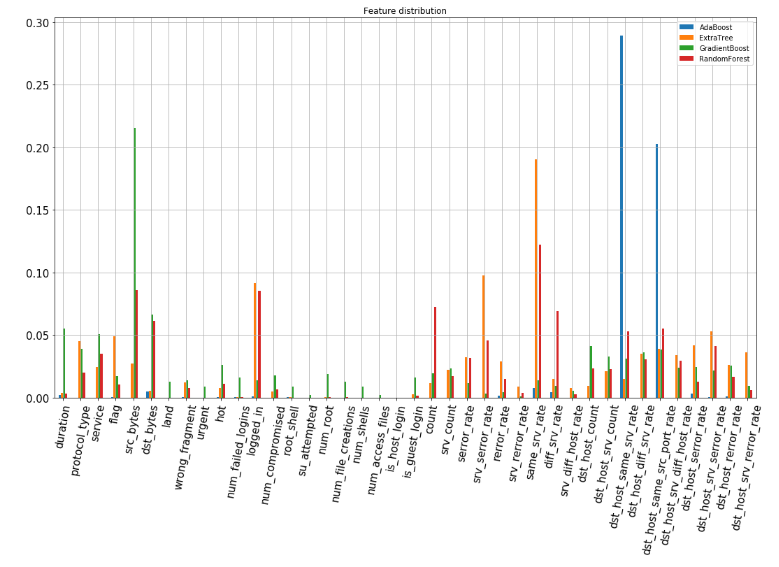 Feature distribution
AdaBoost
ExtraTree
GradientBoost
RandomForest
0.30
0.25
0.20
0.15
0.10
0.05
0.00
duration
protocol_type
service
flag
src_bytes
dst_bytes
land
wrong_fragment
urgent
hot
num_failed_logins
logged_in
num_compromised
root_shell
su_attempted
num_root
num_file_creations
num_shells
num_access_files
is_host_login
is_guest_login
count
srv_count
serror_rate
srv_serror_rate
rerror_rate
srv_rerror_rate
same_srv_rate
diff_srv_rate
srv_diff_host_rate
dst_host_count
dst_host_srv_count
dst_host_same_srv_rate
dst_host_diff_srv_rate
dst_host_same_src_port_rate
dst_host_srv_diff_host_rate
dst_host_serror_rate
dst_host_srv_serror_rate
dst_host_rerror_rate
dst_host_srv_rerror_rate